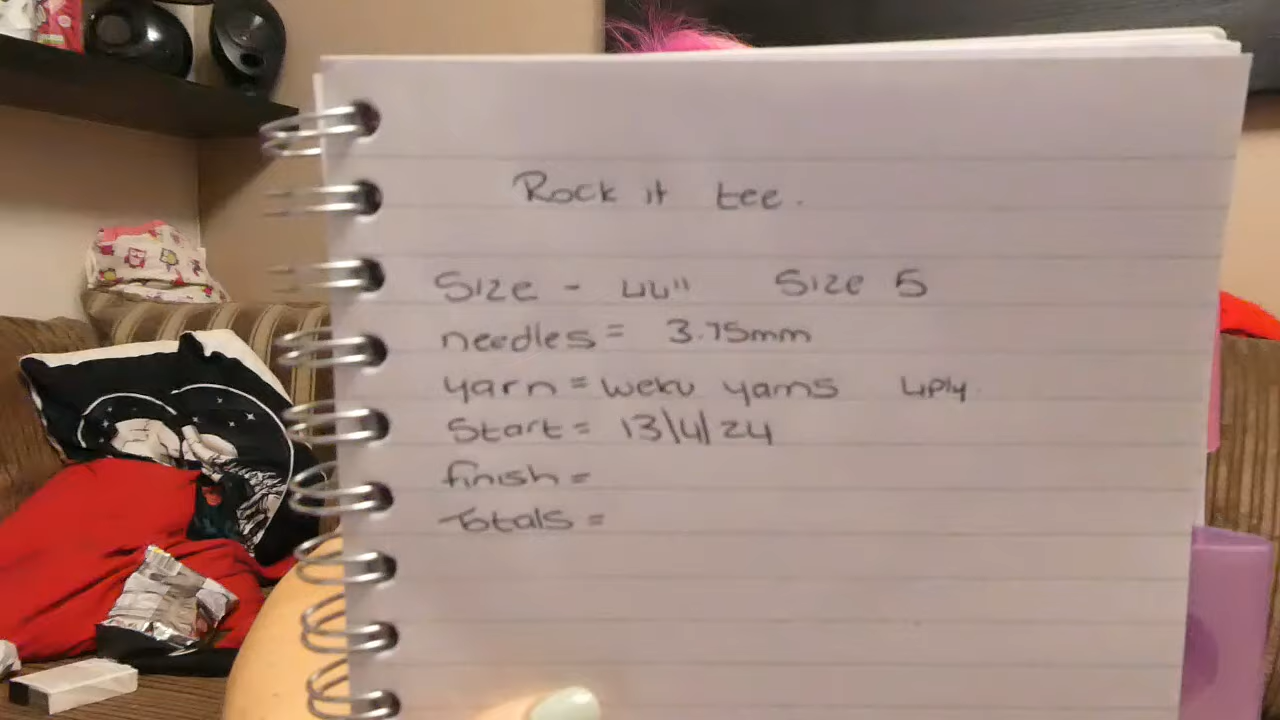 Rock it tee.
Size - 44" Size 5
needles = 3.75mm
yarn = weku yarns 4ply.
Start = 13/4/24
finish =
Totals =